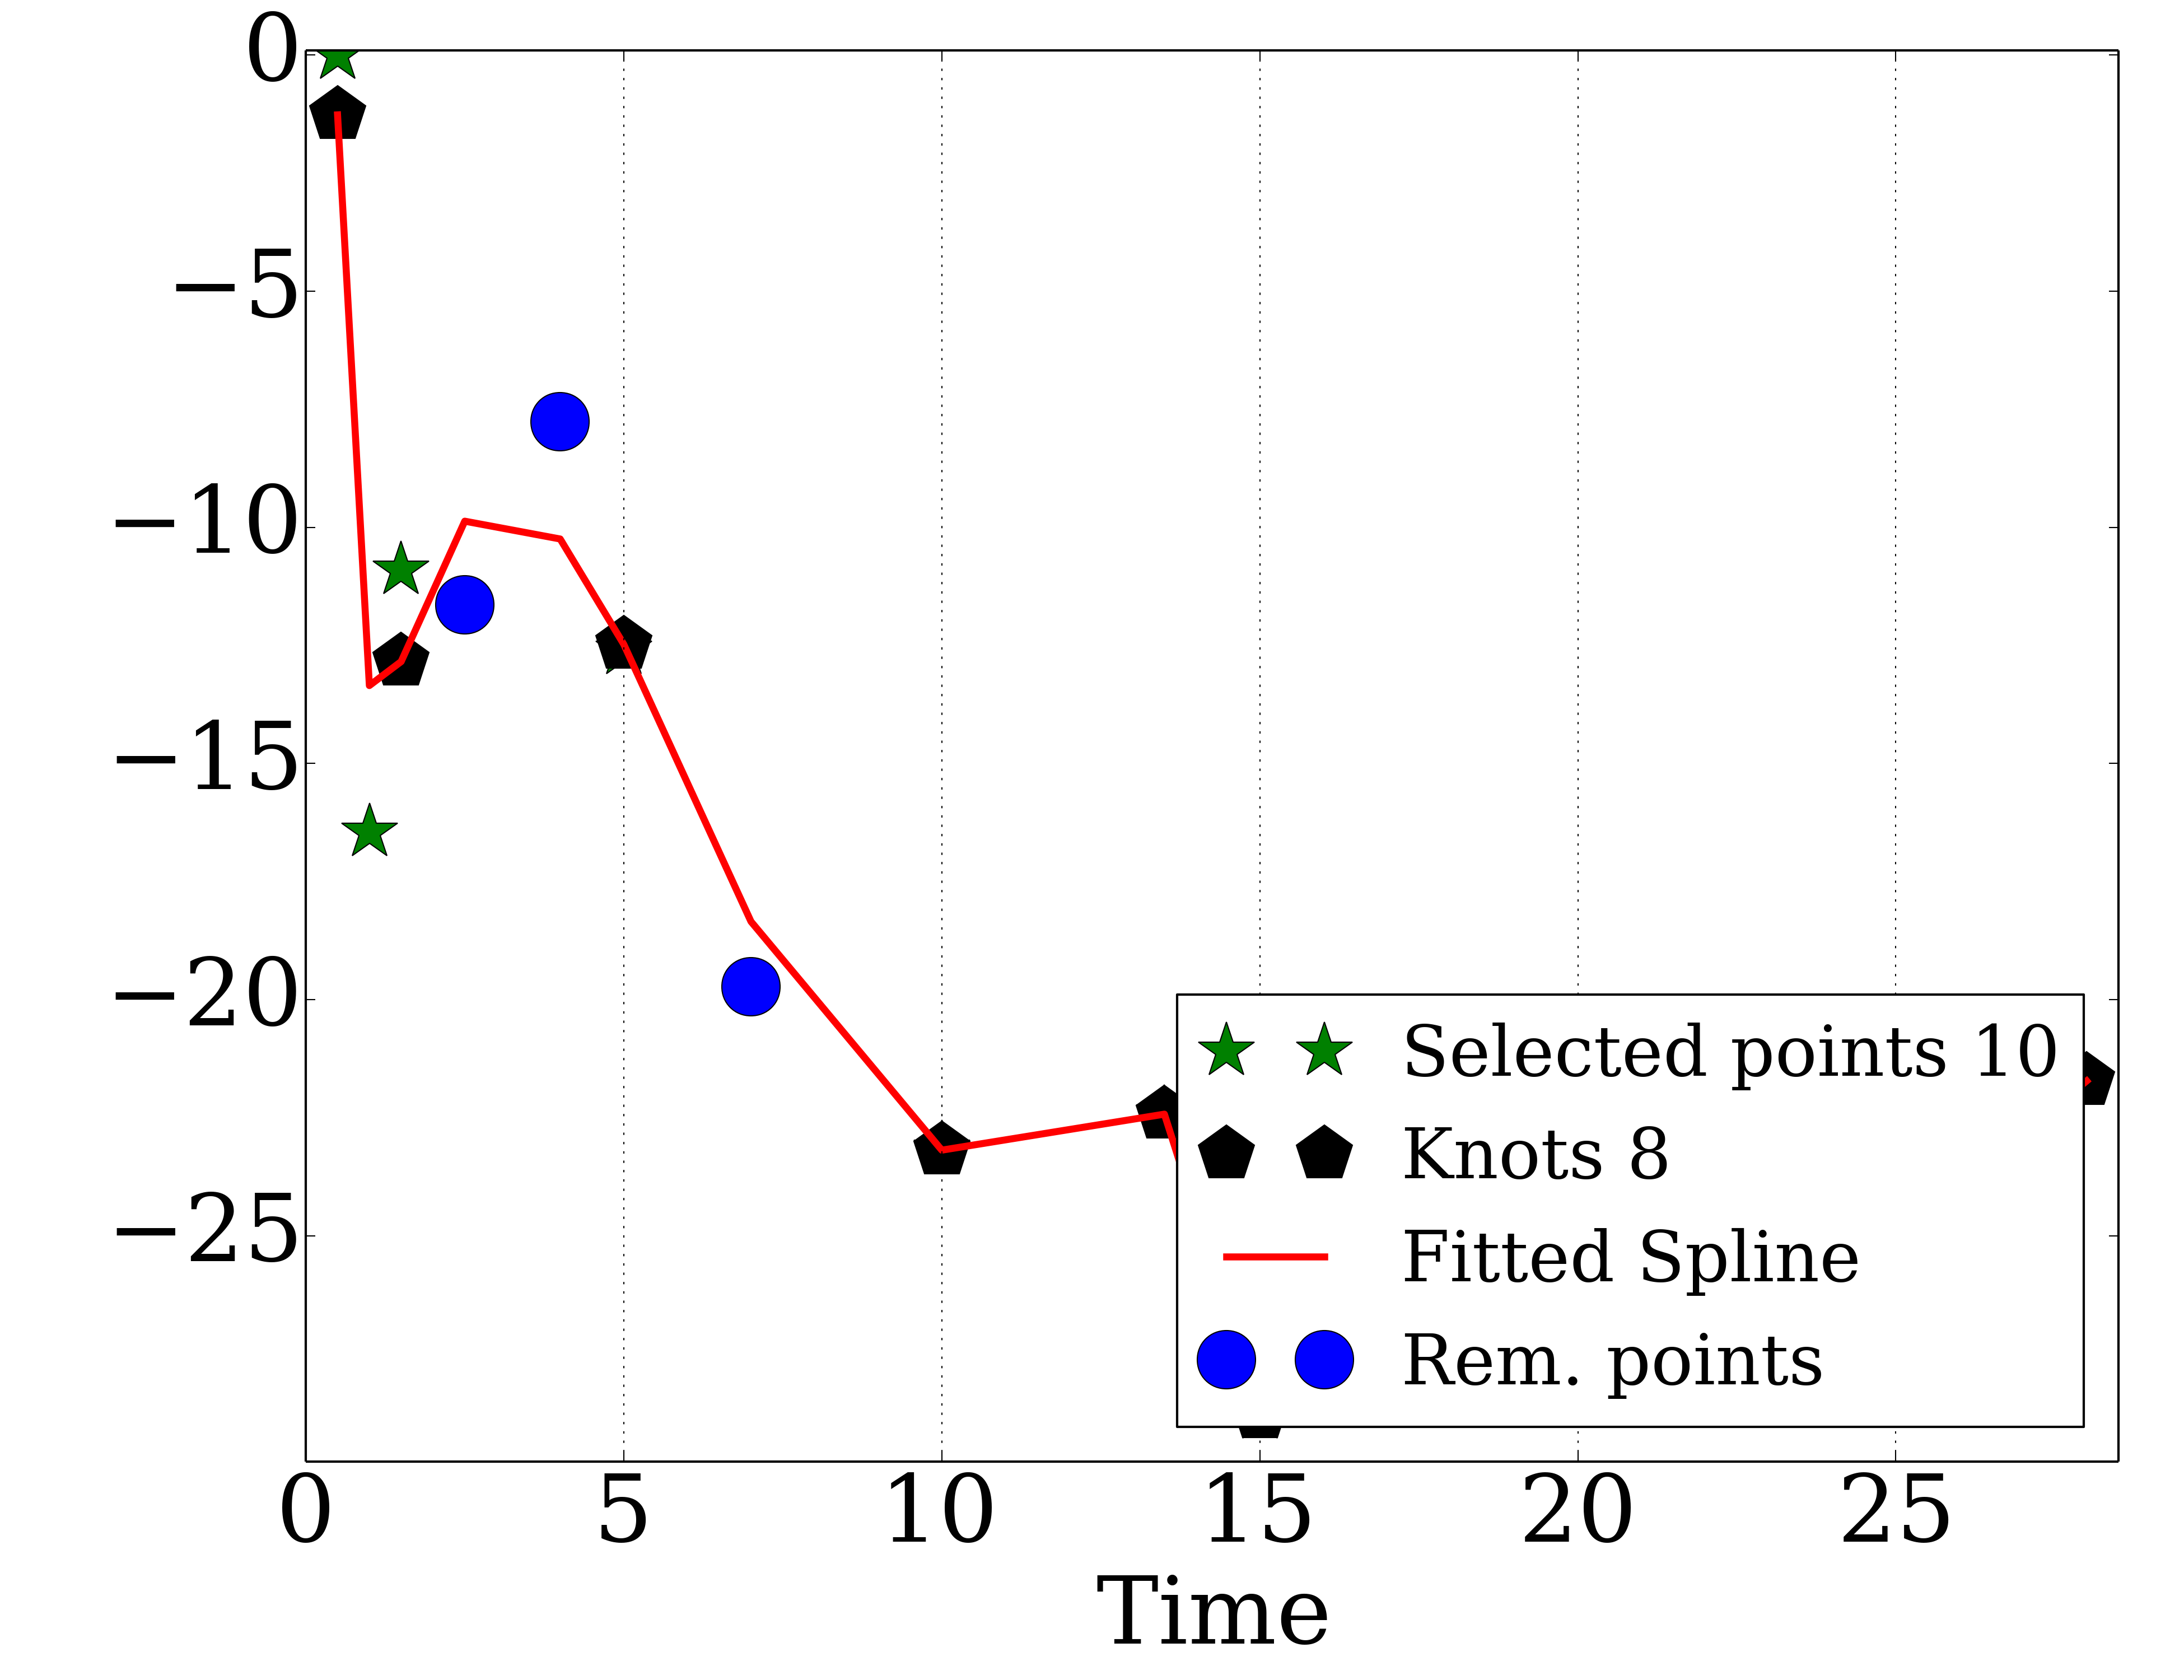 0
−5
−10
−15
−20
−25
Selected points 10
Knots 8
Fitted Spline
Rem. points
0 5 10 15 20 25
Time